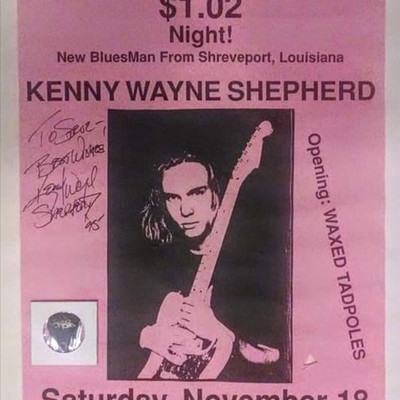 $1.02
Night!
New BluesMan From Shreveport, Louisiana
KENNY WAYNE SHEPHERD
To Steve-
Best Wishes!
Kenny Wayne
Shepherd
95
Opening: WAXED TADPOLES
Saturday, November 18